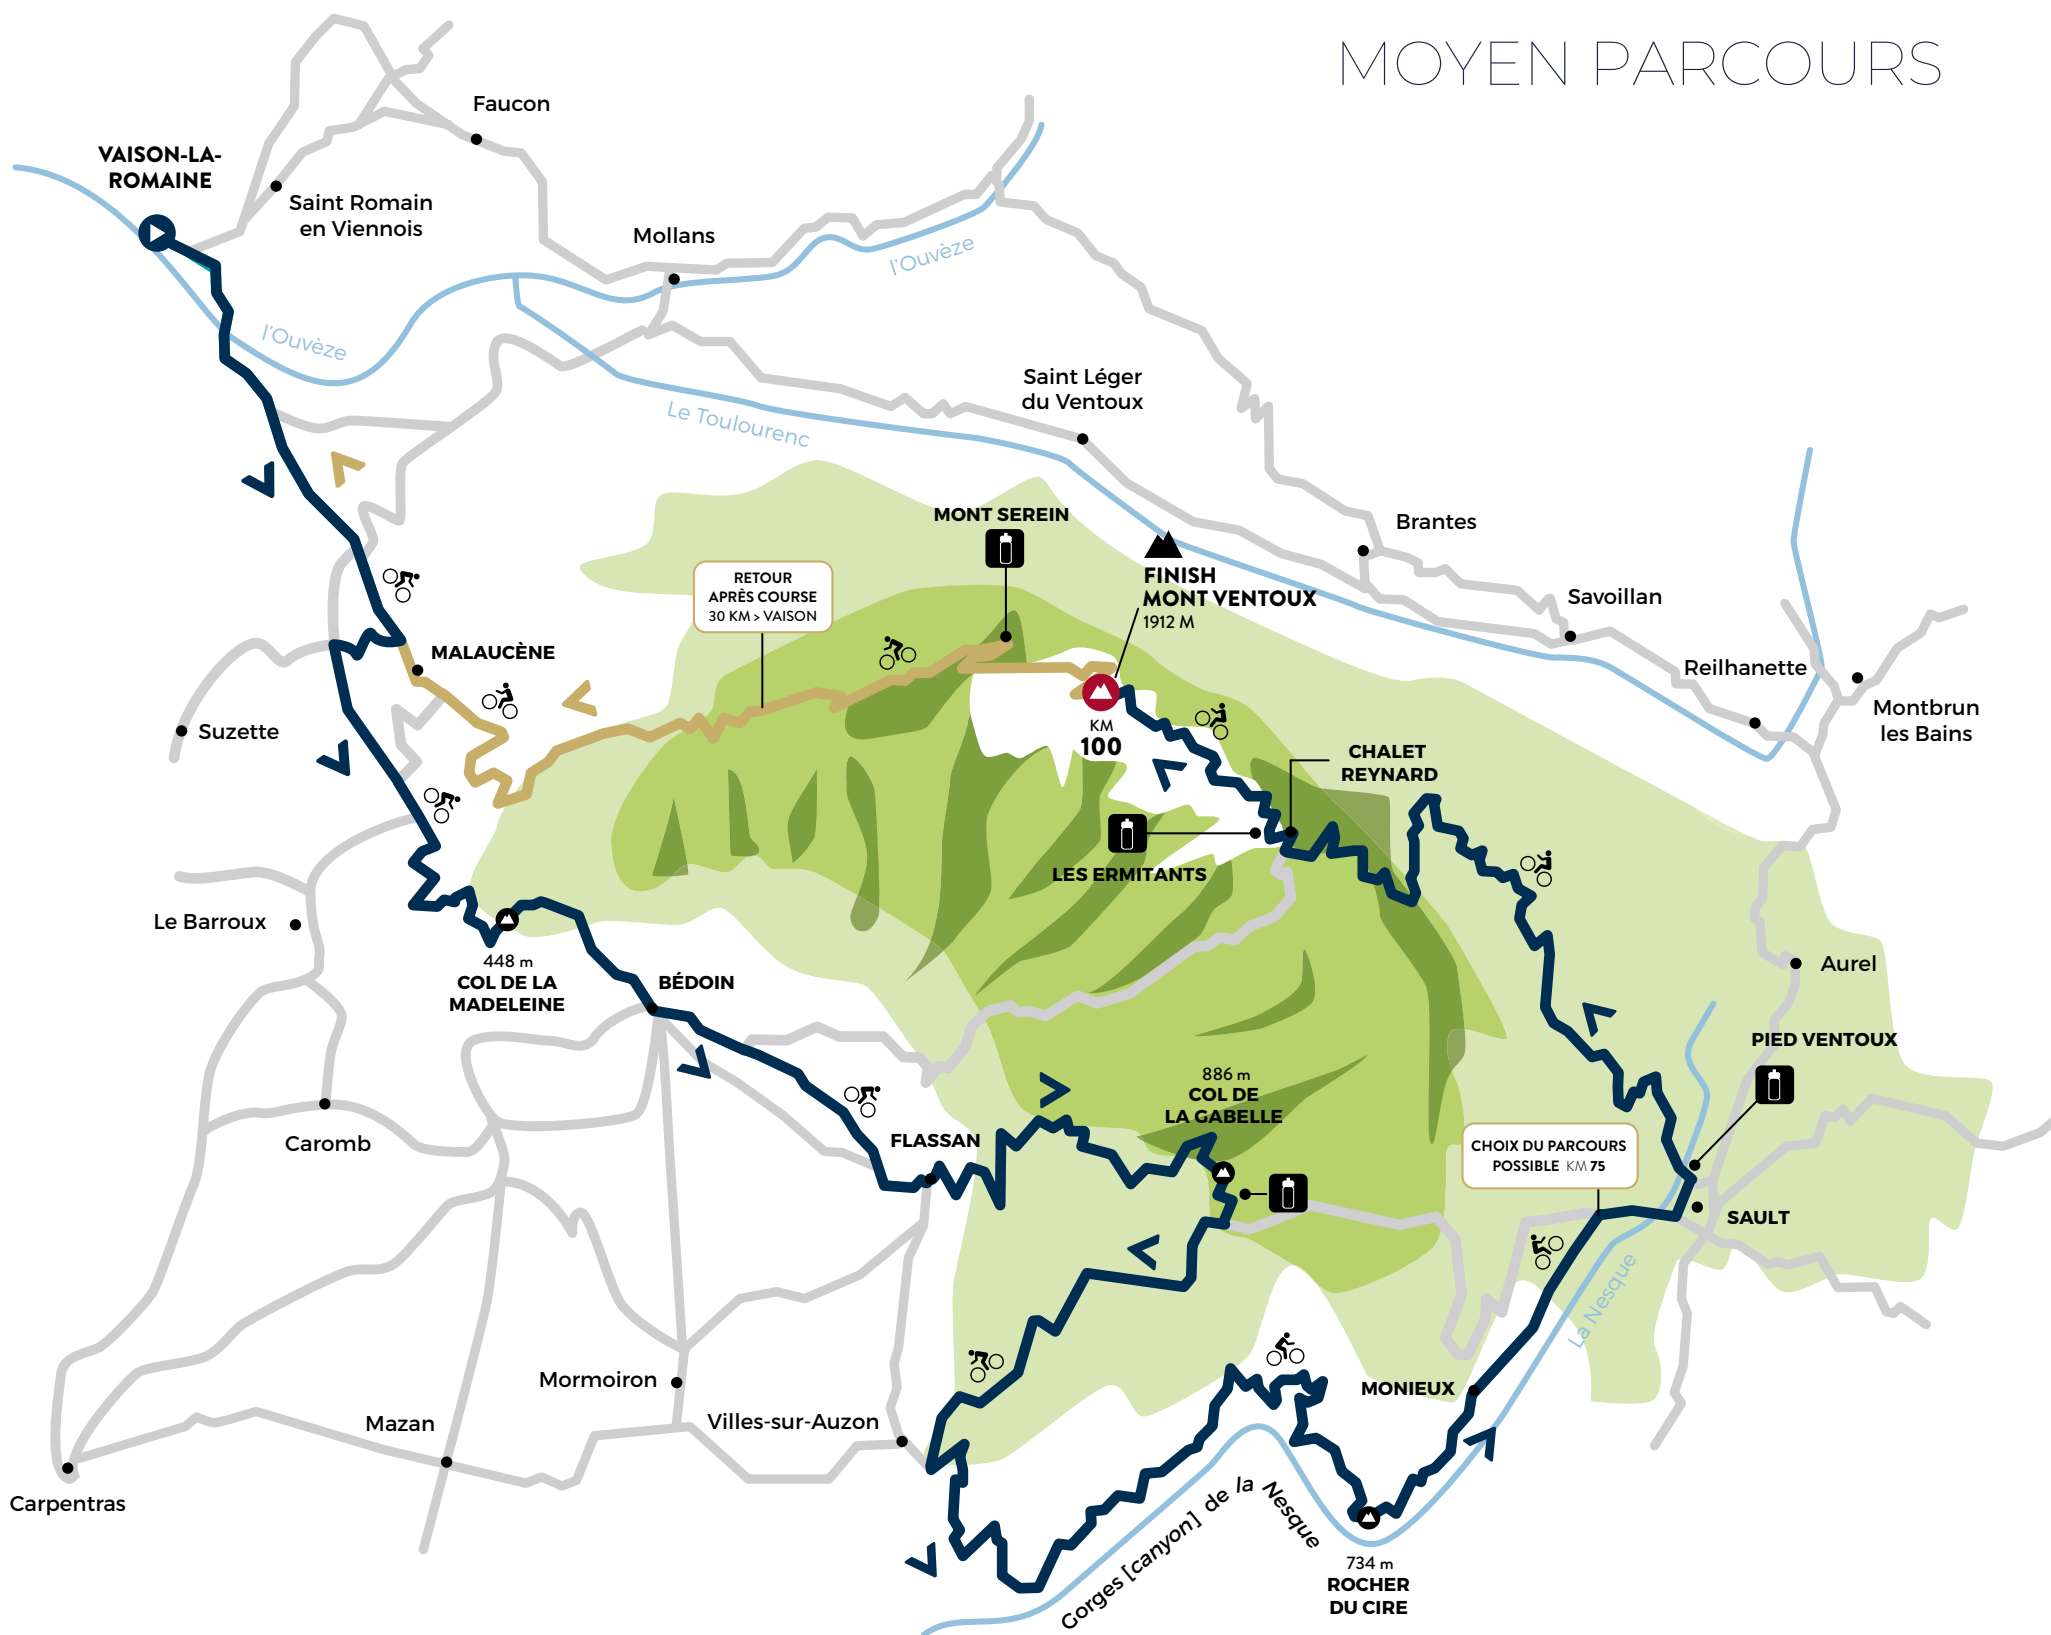 MOYEN PARCOURS
Faucon
VAISON-LA-
ROMAINE
Saint Romain
en Viennois
Mollans
l'Ouvèze
l'Ouvèze
Saint Léger
du Ventoux
Le Toulourenc
MONT SEREIN
Brantes
FINISH
MONT VENTOUX
1912 M
RETOUR
APRÈS COURSE
30 KM > VAISON
Savoillan
MALAUCÈNE
Reilhanette
Montbrun
les Bains
Suzette
KM
100
CHALET
REYNARD
LES ERMITANTS
Le Barroux
448 m
COL DE LA
MADELEINE
BÉDOIN
Aurel
PIED VENTOUX
886 m
COL DE
LA GABELLE
Caromb
FLASSAN
CHOIX DU PARCOURS
POSSIBLE KM 75
SAULT
La Nesque
Mormoiron
MONIEUX
Mazan
Villes-sur-Auzon
Carpentras
Gorges [canyon] de la Nesque
734 m
ROCHER
DU CIRE